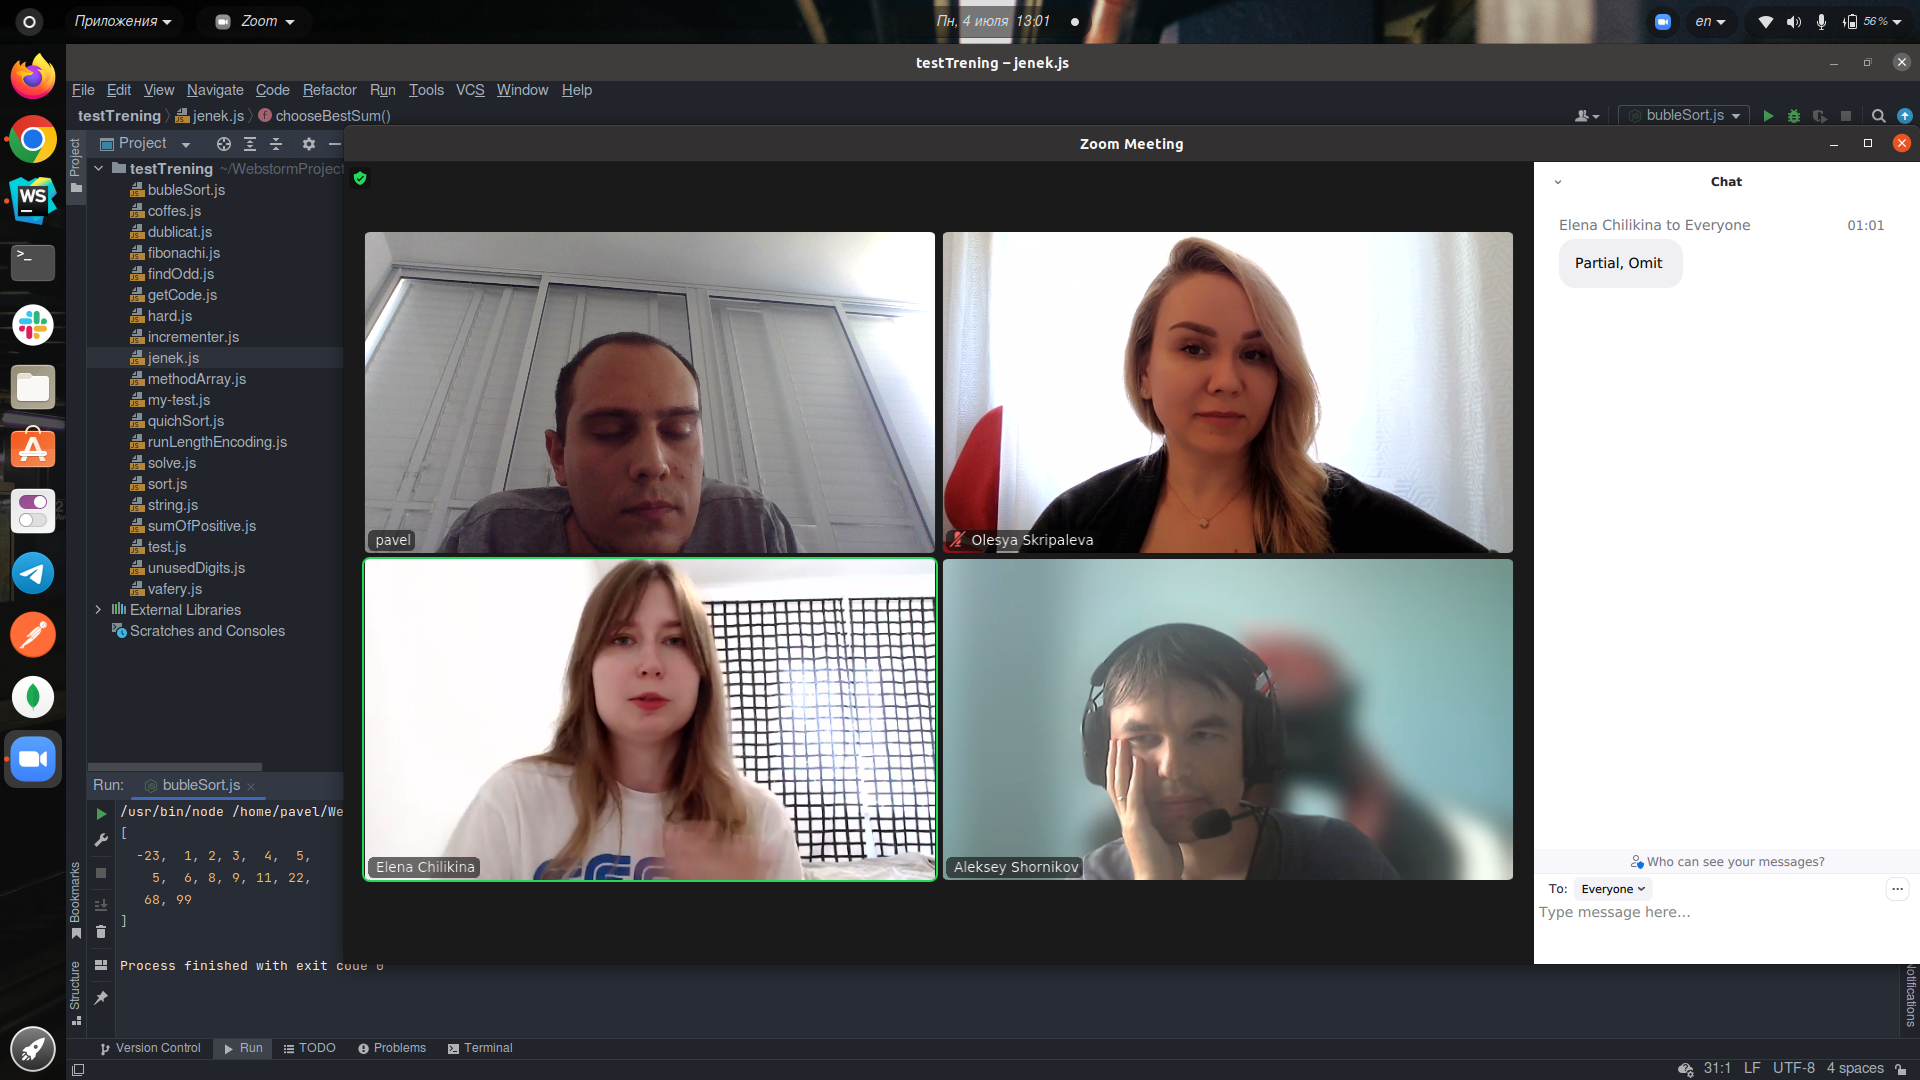 Приложения
Zoom
Пн, 4 июля 13:01
en
56 %
testTrening – jenek.js
File Edit View Navigate Code Refactor Run Tools VCS Window Help
testTrening jenek.js chooseBestSum()
bubleSort.js
Project
Project
Zoom Meeting
testTrening ~/WebstormProject
bubleSort.js
coffes.js
dublicat.js
fibonachi.js
findOdd.js
getCode.js
hard.js
incrementer.js
jenek.js
methodArray.js
my-test.js
quichSort.js
runLengthEncoding.js
solve.js
sort.js
string.js
sumOfPositive.js
test.js
unusedDigits.js
vafery.js
External Libraries
Scratches and Consoles
pavel
Olesya Skripaleva
Elena Chilikina
Aleksey Shornikov
Chat
Elena Chilikina to Everyone 01:01
Partial, Omit
Who can see your messages?
To: Everyone
Type message here...
Run: bubleSort.js
/usr/bin/node /home/pavel/We
[
-23, 1, 2, 3, 4, 5,
5, 6, 8, 9, 11, 22,
68, 99
]
Process finished with exit code 0
Bookmarks
Structure
Notifications
Version Control Run TODO Problems Terminal
31:1 LF UTF-8 4 spaces